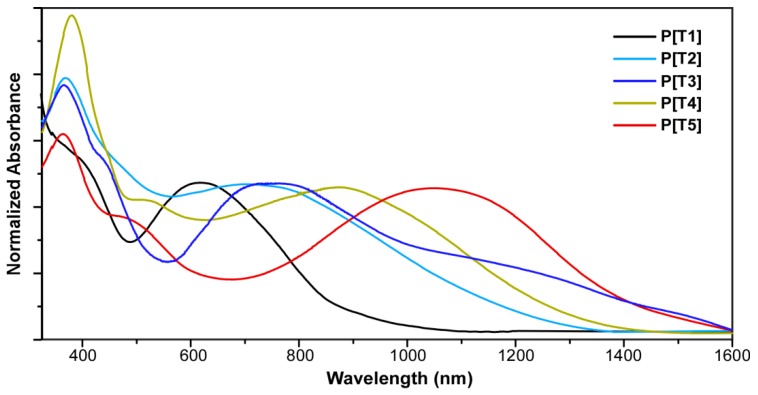 P[T1]
P[T2]
P[T3]
P[T4]
P[T5]
Normalized Absorbance
400 600 800 1000 1200 1400 1600
Wavelength (nm)